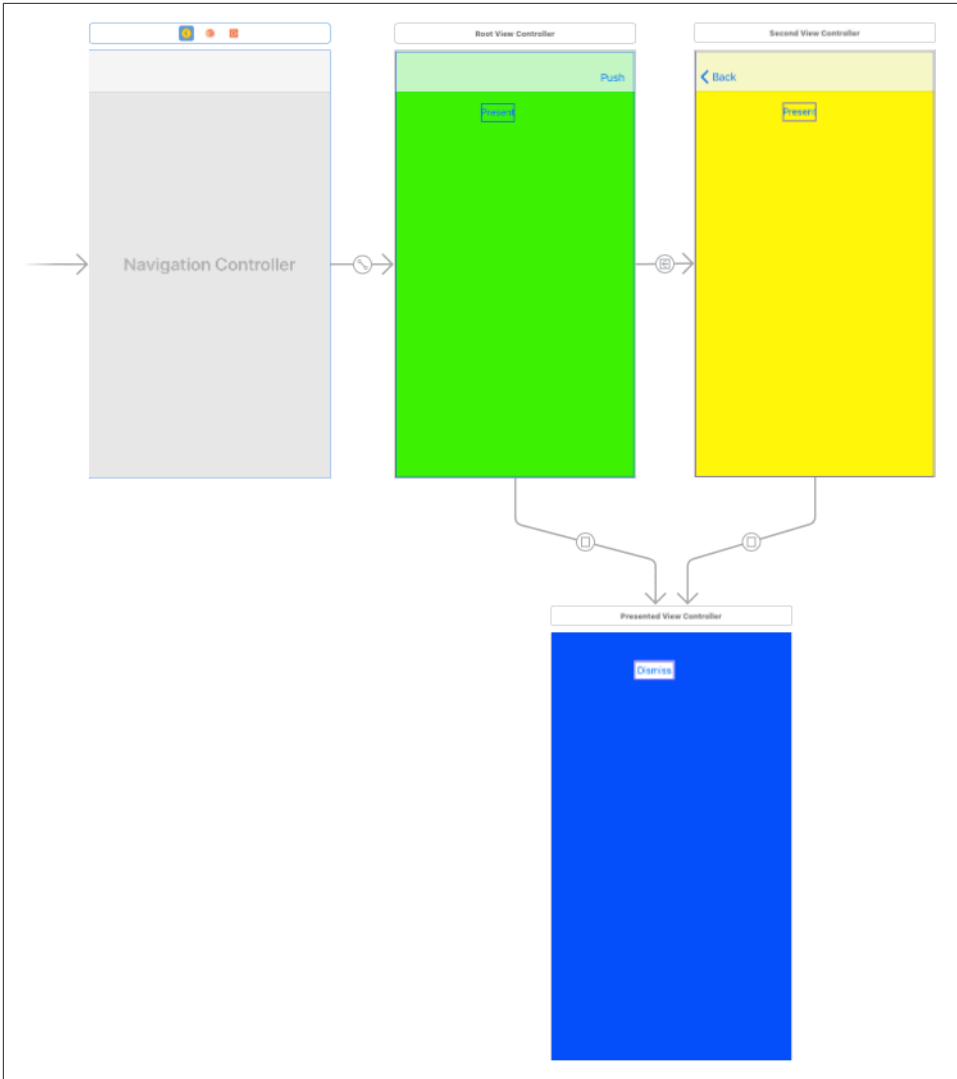 Root View Controller
Second View Controller
Push
Back
Present
Present
Navigation Controller
Presented View Controller
Dismiss